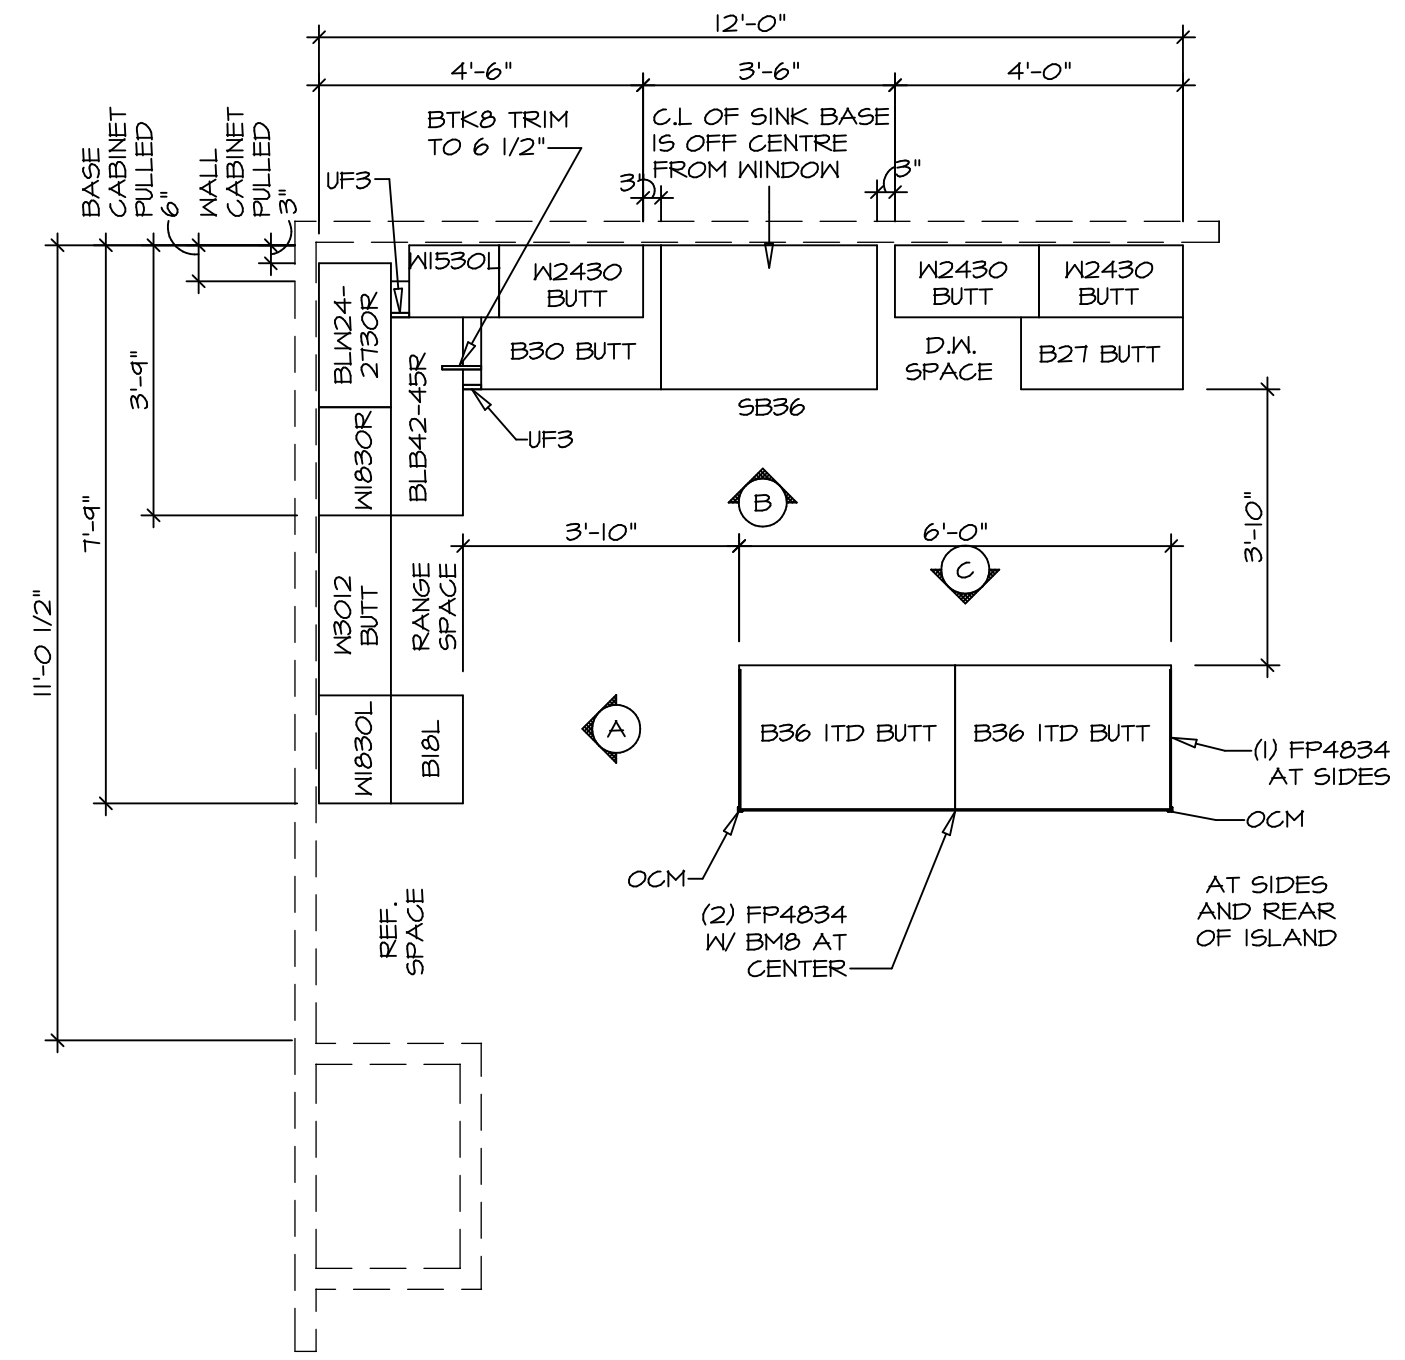 12'-0"
4'-6"
3'-6"
4'-0"
BTK8 TRIM
TO 6 1/2"
C.L OF SINK BASE
IS OFF CENTRE
FROM WINDOW
3"
3"
BASE
CABINET
PULLED
6"
WALL
CABINET
PULLED
3"
UF3
W1530L
W2430
BUTT
W2430
BUTT
W2430
BUTT
BLW24-
2730R
B30 BUTT
D.W.
SPACE
B27 BUTT
SB36
UF3
3'-9"
W1830R
BLB42-45R
7'-9"
B
3'-10"
6'-0"
3'-10"
C
11'-0 1/2"
W3012
BUTT
RANGE
SPACE
W1830L
B18L
A
B36 1TD BUTT
B36 1TD BUTT
(1) FP4834
AT SIDES
OCM
OCM
(2) FP4834
W/ BM8 AT
CENTER
AT SIDES
AND REAR
OF ISLAND
REF.
SPACE